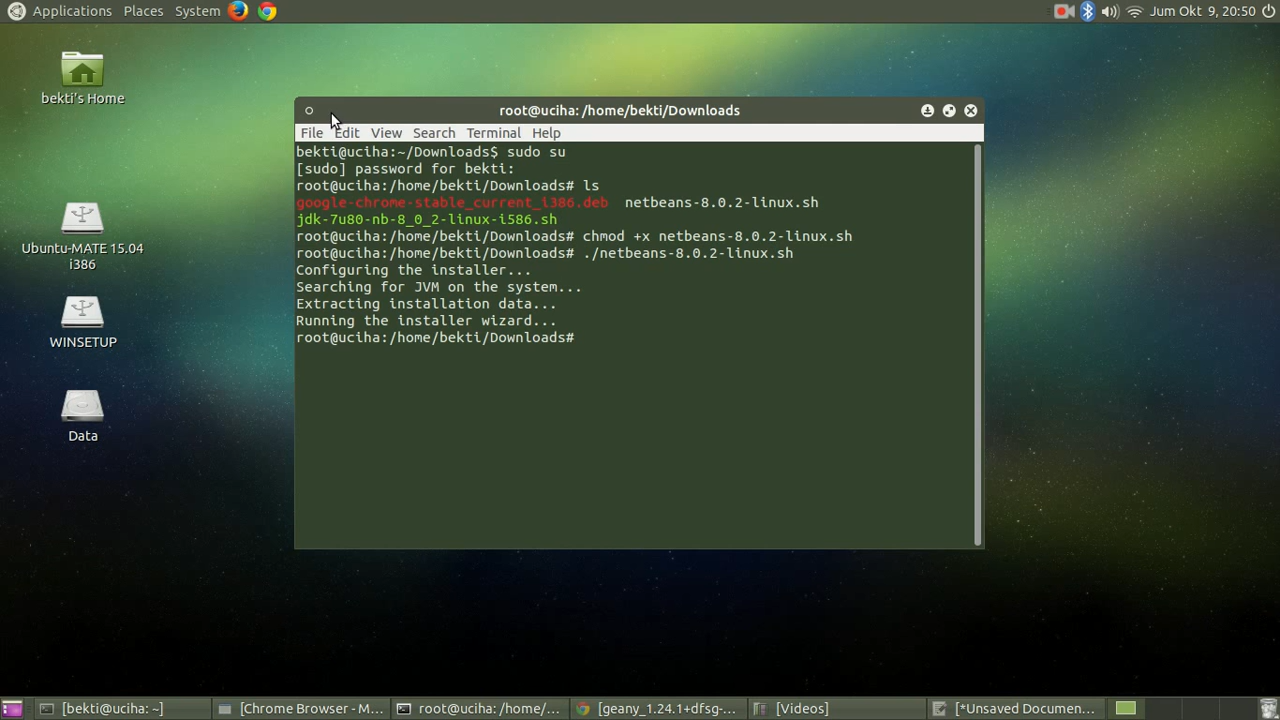 Applications Places System Jum Okt 9, 20:50
bekti's Home
Ubuntu-MATE 15.04
i386
WINSETUP
Data
root@uciha: /home/bekti/Downloads
File Edit View Search Terminal Help
bekti@uciha:~/Downloads$ sudo su
[sudo] password for bekti:
root@uciha:/home/bekti/Downloads# ls
google-chrome-stable_current_i386.deb netbeans-8.0.2-linux.sh
jdk-7u80-nb-8_0_2-linux-i586.sh
root@uciha:/home/bekti/Downloads# chmod +x netbeans-8.0.2-linux.sh
root@uciha:/home/bekti/Downloads# ./netbeans-8.0.2-linux.sh
Configuring the installer...
Searching for JVM on the system...
Extracting installation data...
Running the installer wizard...
root@uciha:/home/bekti/Downloads#
[bekti@uciha: ~] [Chrome Browser - M... root@uciha: /home/... [geany_1.24.1+dfsg-... [Videos] [*Unsaved Documen...